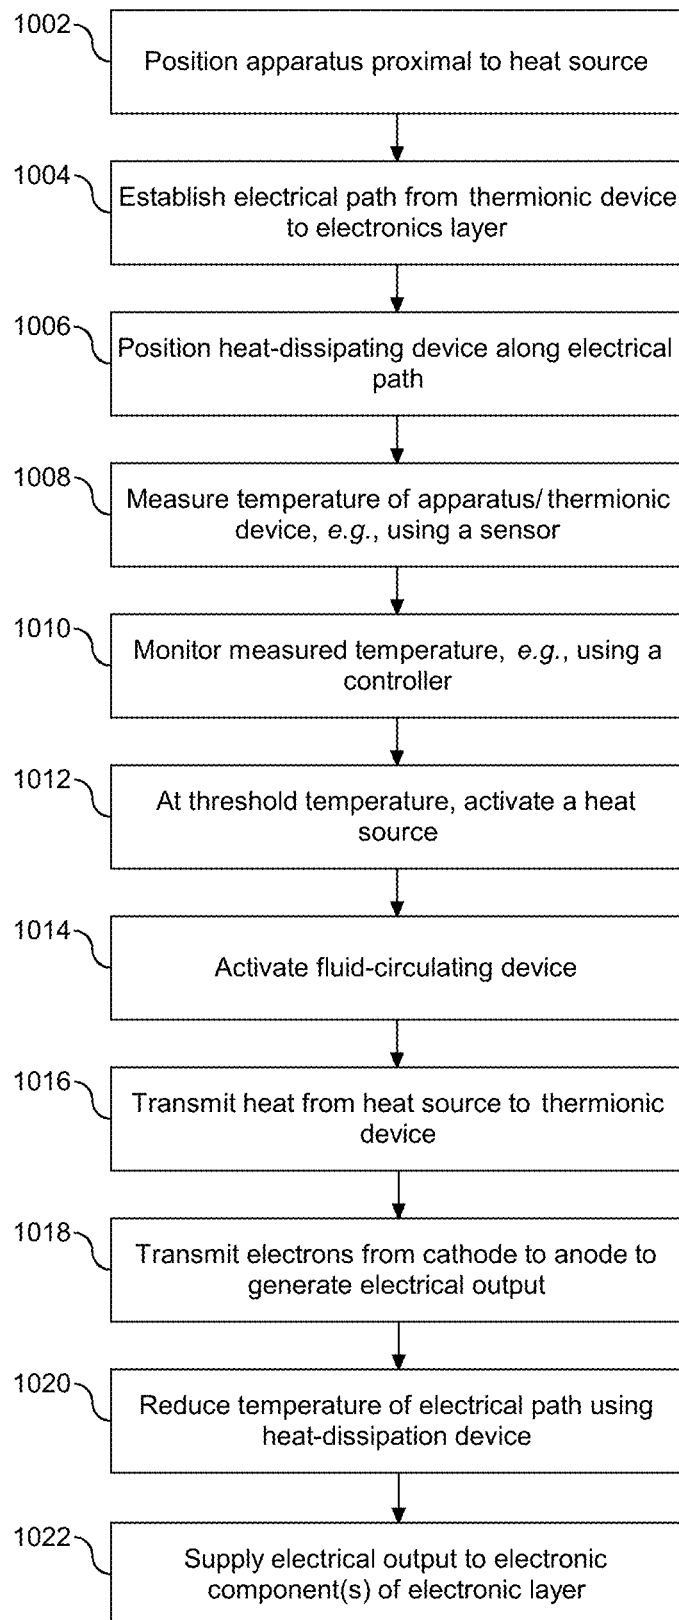 1002
Position apparatus proximal to heat source
1004
Establish electrical path from thermionic device
to electronics layer
1006
Position heat-dissipating device along electrical
path
1008
Measure temperature of apparatus/ thermionic
device, e.g., using a sensor
1010
Monitor measured temperature, e.g., using a
controller
1012
At threshold temperature, activate a heat
source
1014
Activate fluid-circulating device
1016
Transmit heat from heat source to thermionic
device
1018
Transmit electrons from cathode to anode to
generate electrical output
1020
Reduce temperature of electrical path using
heat-dissipation device
1022
Supply electrical output to electronic
component(s) of electronic layer